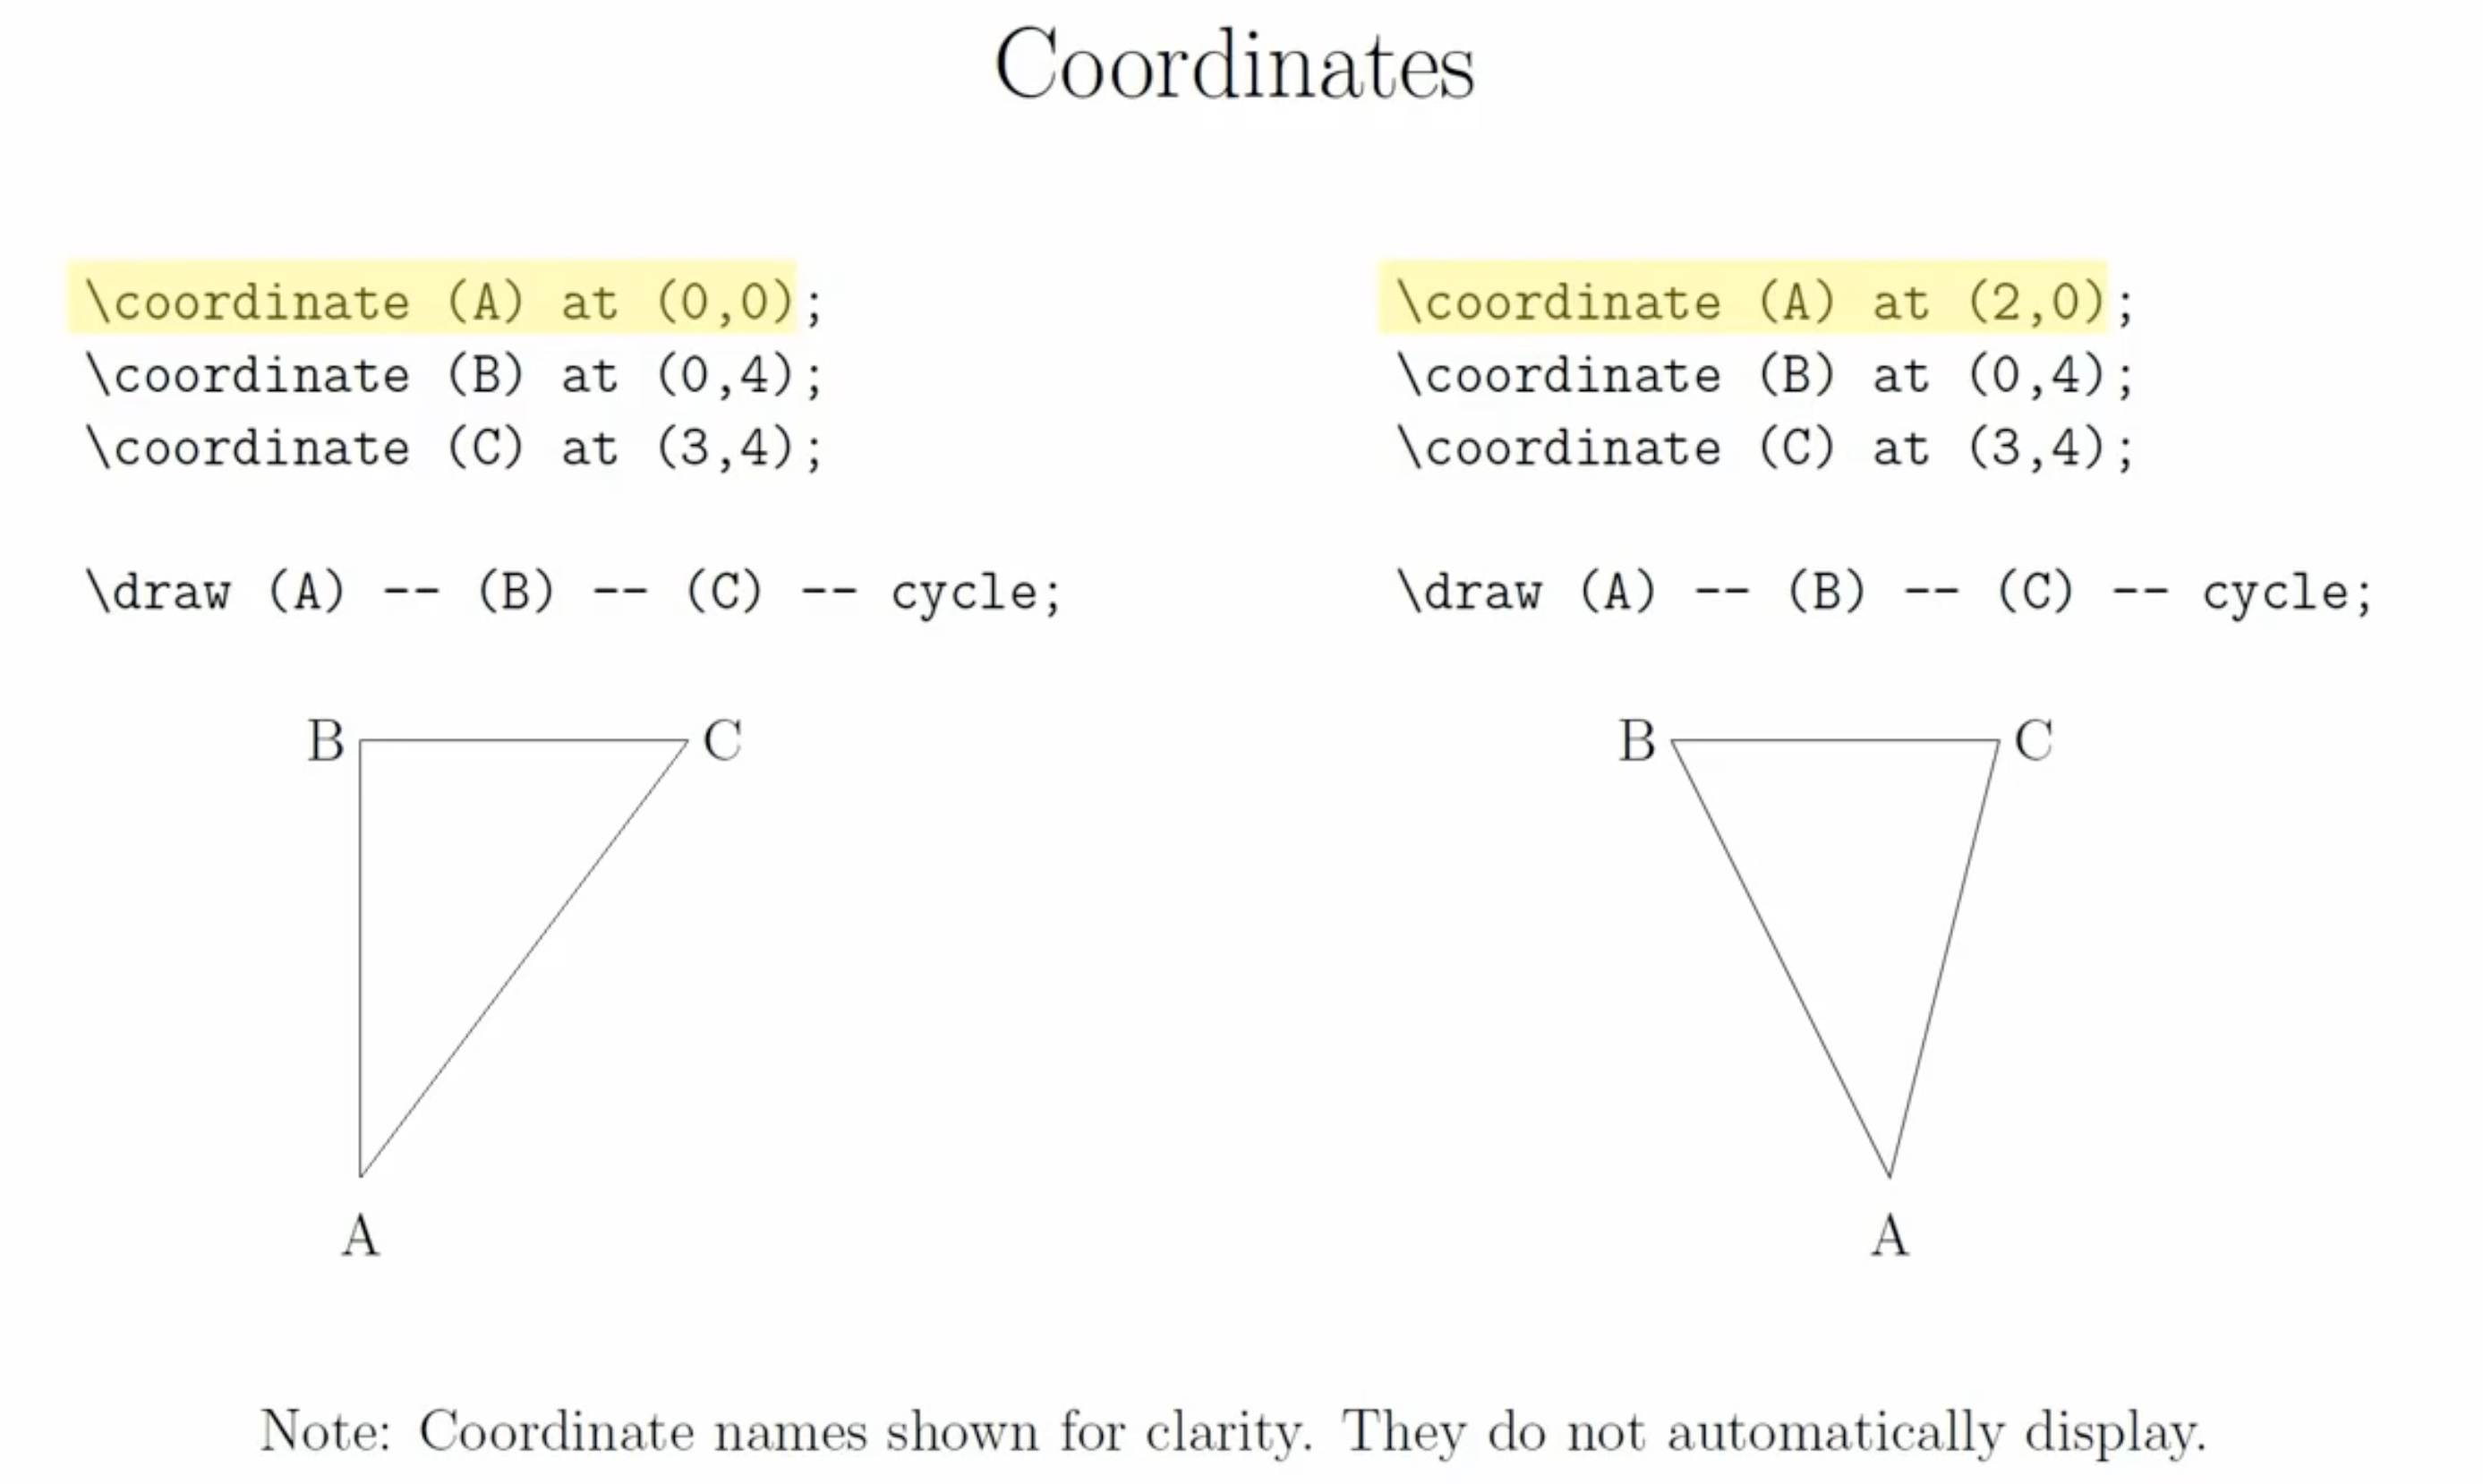 Coordinates
\coordinate (A) at (0,0);
\coordinate (B) at (0,4);
\coordinate (C) at (3,4);
\draw (A) -- (B) -- (C) -- cycle;
B
C
A
\coordinate (A) at (2,0);
\coordinate (B) at (0,4);
\coordinate (C) at (3,4);
\draw (A) -- (B) -- (C) -- cycle;
B
C
A
Note: Coordinate names shown for clarity. They do not automatically display.